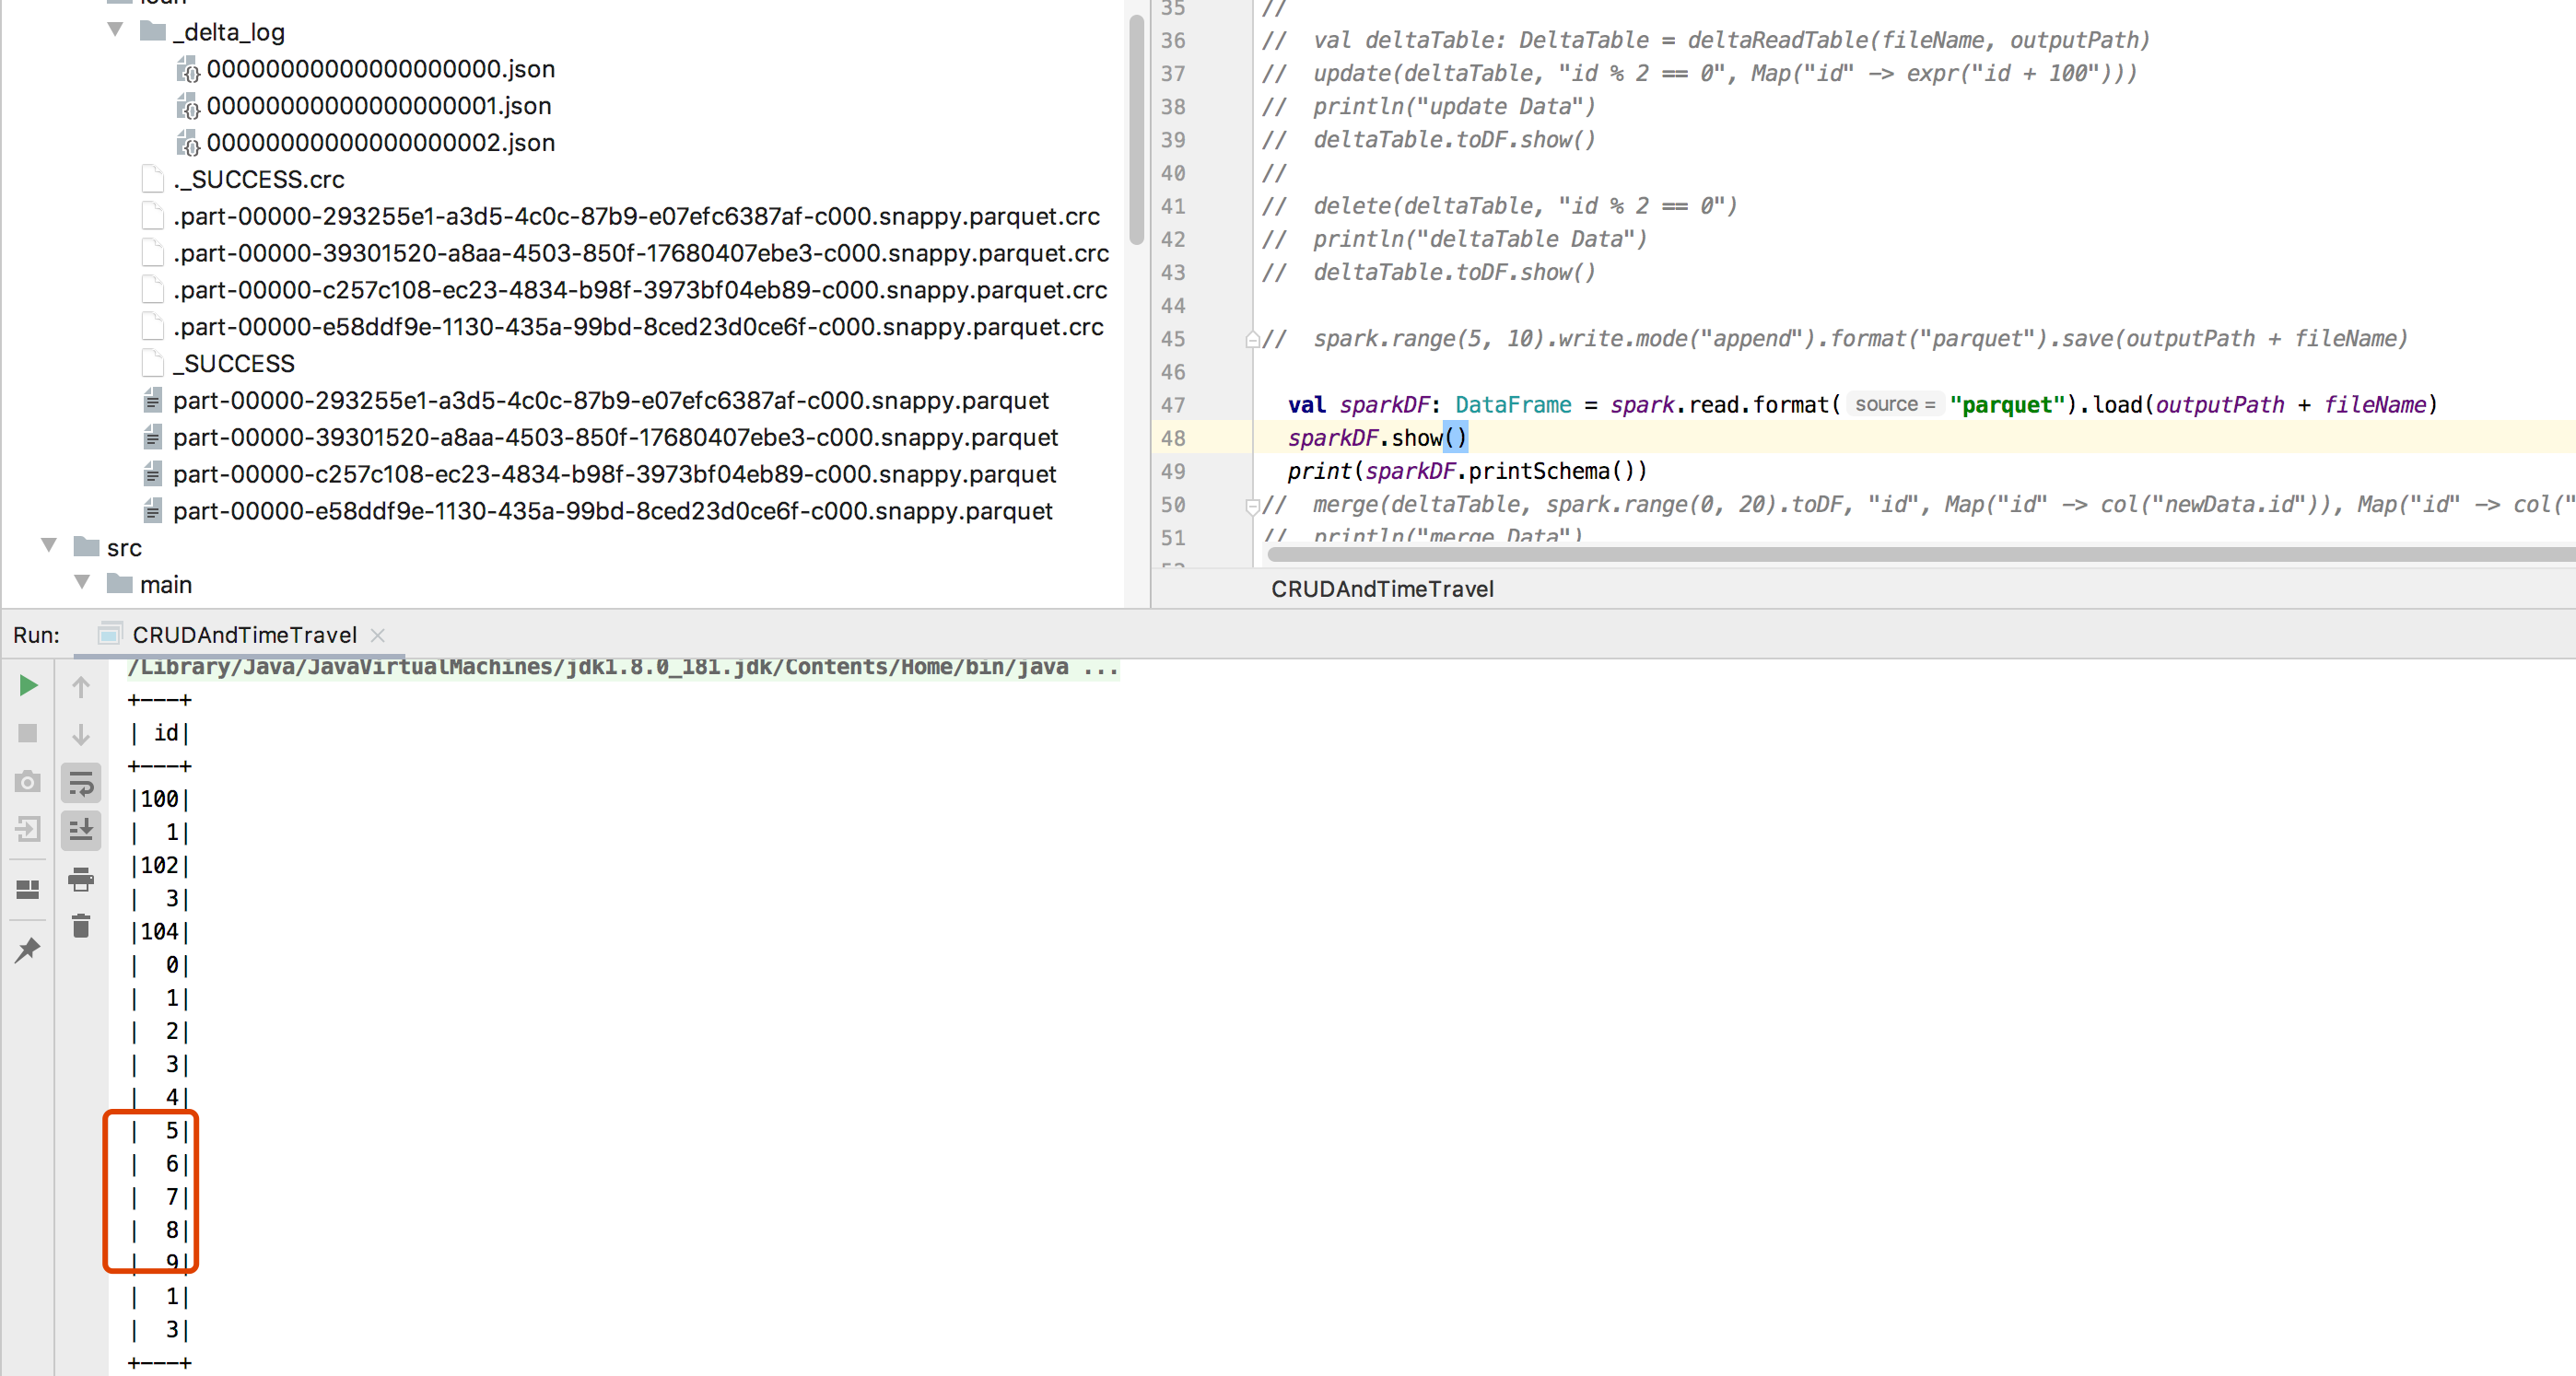 loan
_delta_log
00000000000000000000.json
00000000000000000001.json
00000000000000000002.json
._SUCCESS.crc
.part-00000-293255e1-a3d5-4c0c-87b9-e07efc6387af-c000.snappy.parquet.crc
.part-00000-39301520-a8aa-4503-850f-17680407ebe3-c000.snappy.parquet.crc
.part-00000-c257c108-ec23-4834-b98f-3973bf04eb89-c000.snappy.parquet.crc
.part-00000-e58ddf9e-1130-435a-99bd-8ced23d0ce6f-c000.snappy.parquet.crc
_SUCCESS
part-00000-293255e1-a3d5-4c0c-87b9-e07efc6387af-c000.snappy.parquet
part-00000-39301520-a8aa-4503-850f-17680407ebe3-c000.snappy.parquet
part-00000-c257c108-ec23-4834-b98f-3973bf04eb89-c000.snappy.parquet
part-00000-e58ddf9e-1130-435a-99bd-8ced23d0ce6f-c000.snappy.parquet
src
main
35 //
36 // val deltaTable: DeltaTable = deltaReadTable(fileName, outputPath)
37 // update(deltaTable, "id % 2 == 0", Map("id" -> expr("id + 100")))
38 // println("update Data")
39 // deltaTable.toDF.show()
40 //
41 // delete(deltaTable, "id % 2 == 0")
42 // println("deltaTable Data")
43 // deltaTable.toDF.show()
44
45 // spark.range(5, 10).write.mode("append").format("parquet").save(outputPath + fileName)
46
47 val sparkDF: DataFrame = spark.read.format( source = "parquet").load(outputPath + fileName)
48 sparkDF.show()
49 print(sparkDF.printSchema())
50 // merge(deltaTable, spark.range(0, 20).toDF, "id", Map("id" -> col("newData.id")), Map("id" -> col("
51 // println("merge Data")
52
CRUDAndTimeTravel
Run: CRUDAndTimeTravel
/Library/Java/JavaVirtualMachines/jdk1.8.0_181.jdk/Contents/Home/bin/java ...
+---+
| id|
+---+
|100|
| 1|
|102|
| 3|
|104|
| 0|
| 1|
| 2|
| 3|
| 4|
| 5|
| 6|
| 7|
| 8|
| 9|
| 1|
| 3|
+---+